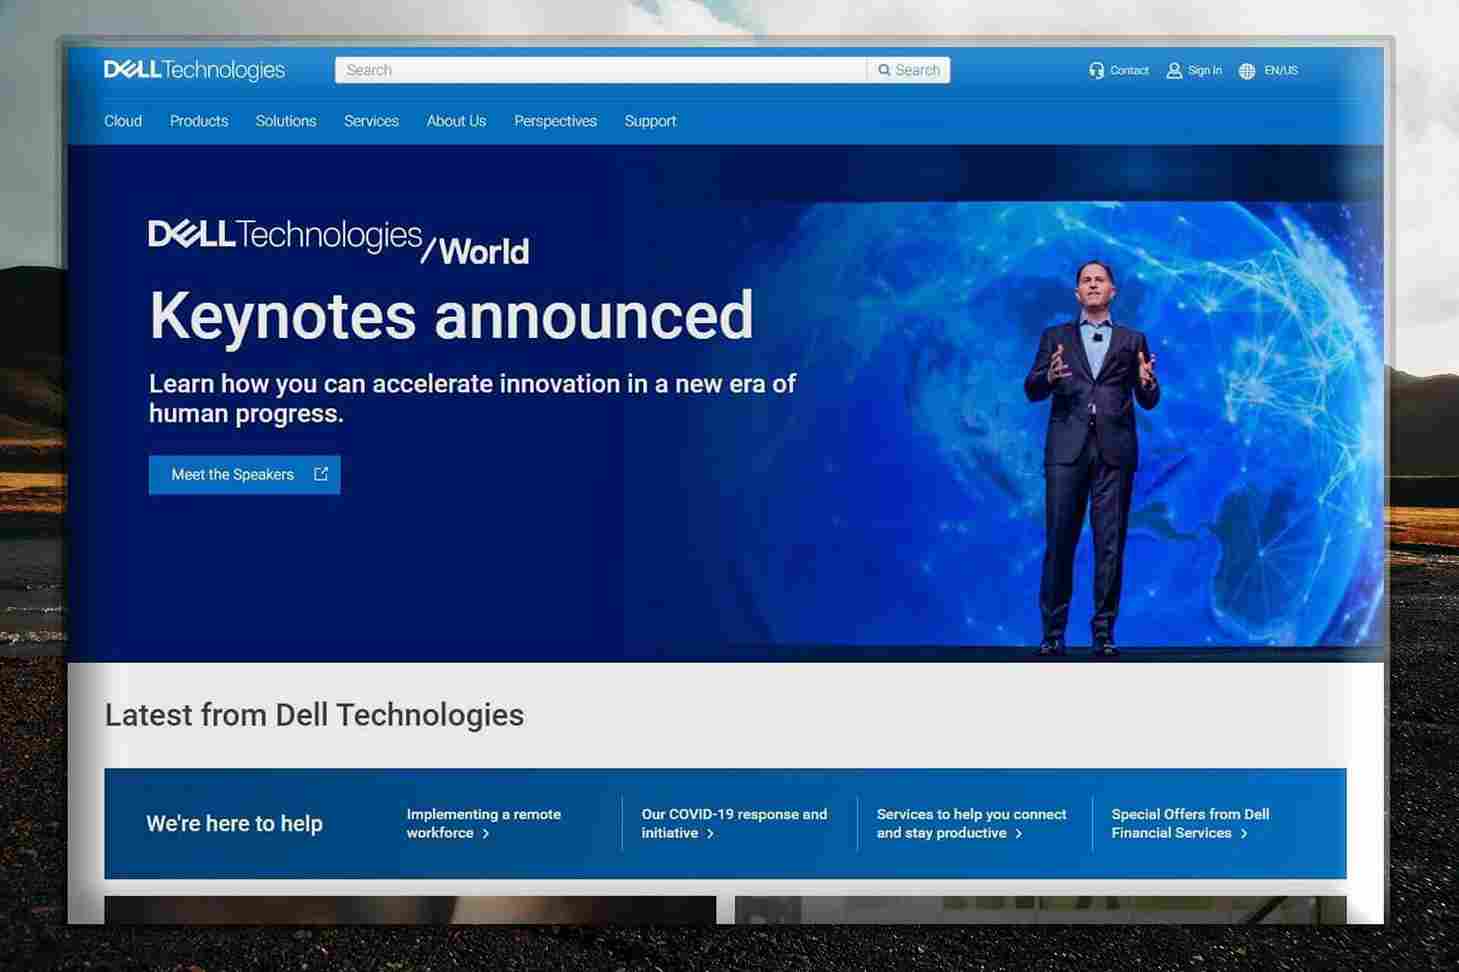 DELLTechnologies
Search
Search
Contact
Sign In
EN/US
Cloud
Products
Solutions
Services
About Us
Perspectives
Support
DELLTechnologies/World
Keynotes announced
Learn how you can accelerate innovation in a new era of
human progress.
Meet the Speakers
Latest from Dell Technologies
We're here to help
Implementing a remote
workforce >
Our COVID-19 response and
initiative >
Services to help you connect
and stay productive >
Special Offers from Dell
Financial Services >